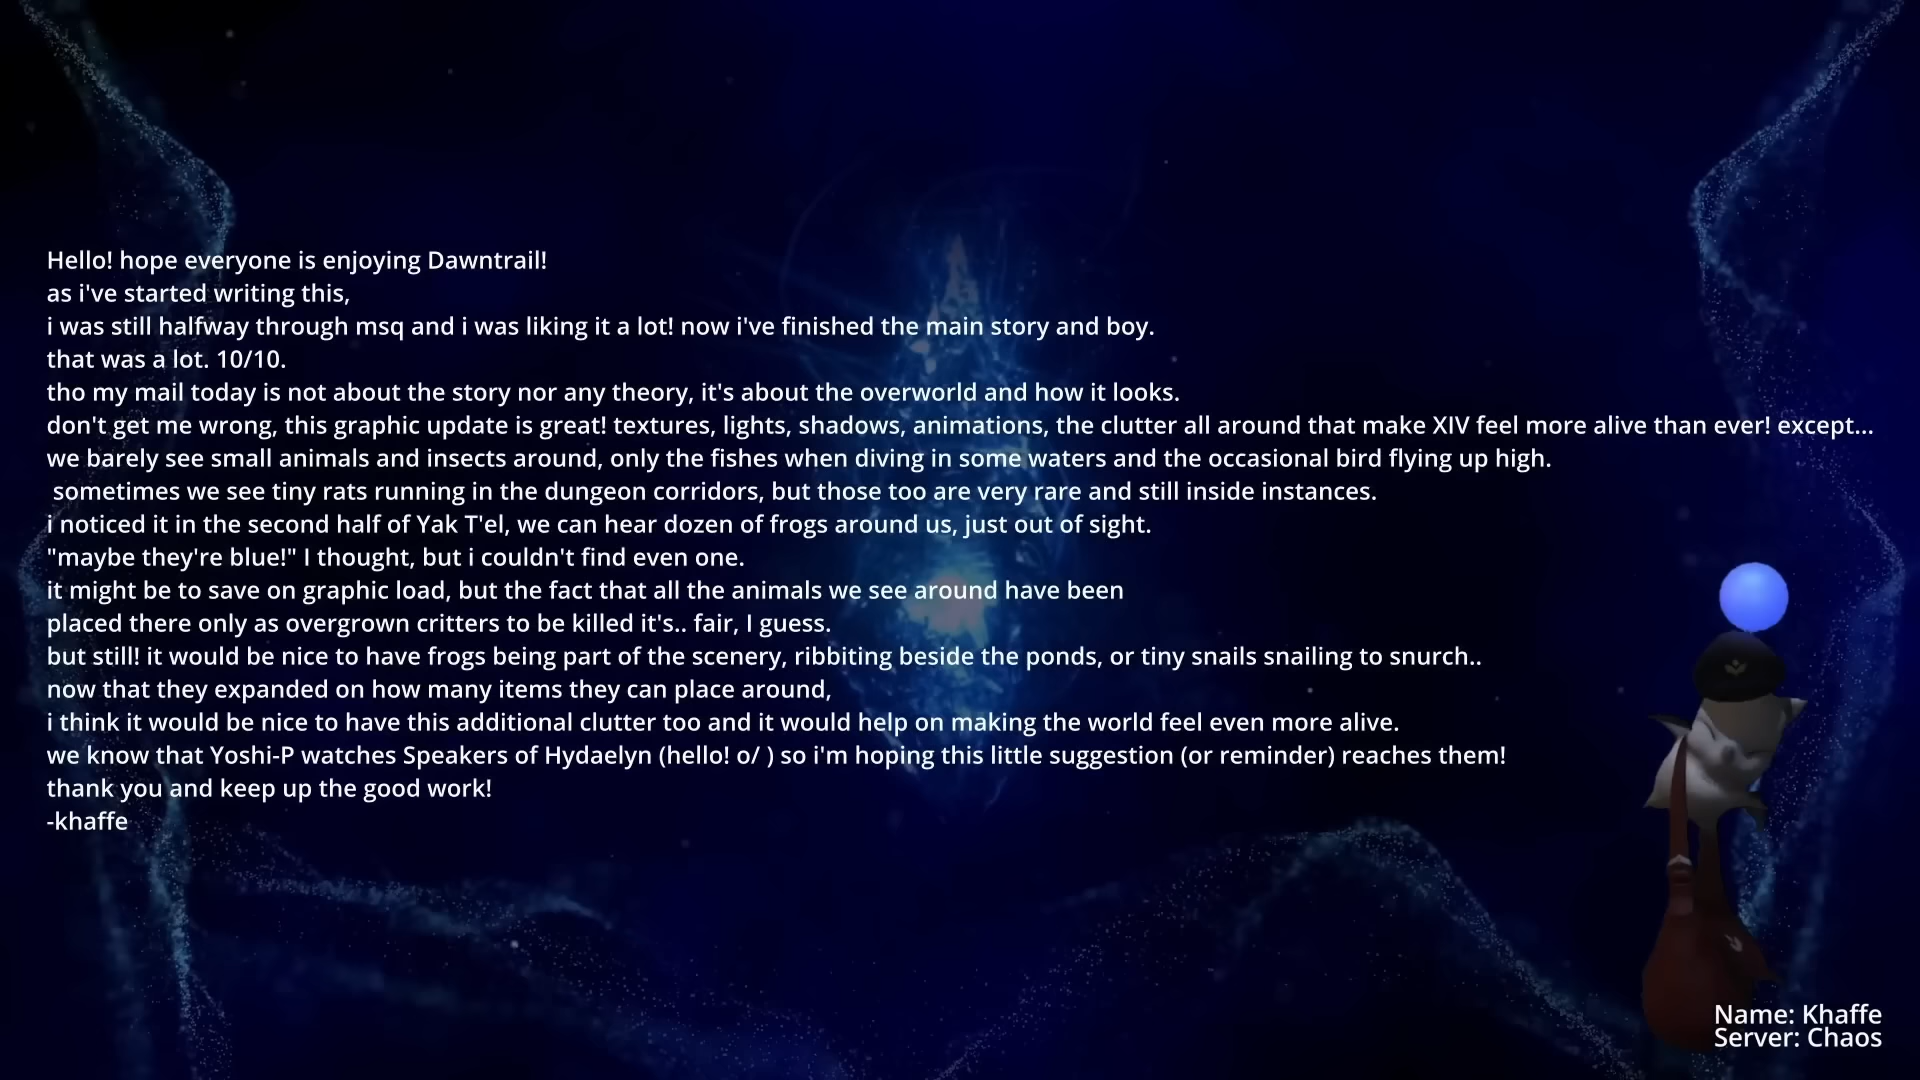 Hello! hope everyone is enjoying Dawntrail!
as i've started writing this,
i was still halfway through msq and i was liking it a lot! now i've finished the main story and boy.
that was a lot. 10/10.
tho my mail today is not about the story nor any theory, it's about the overworld and how it looks.
don't get me wrong, this graphic update is great! textures, lights, shadows, animations, the clutter all around that make XIV feel more alive than ever! except...
we barely see small animals and insects around, only the fishes when diving in some waters and the occasional bird flying up high.
sometimes we see tiny rats running in the dungeon corridors, but those too are very rare and still inside instances.
i noticed it in the second half of Yak T'el, we can hear dozen of frogs around us, just out of sight.
"maybe they're blue!" I thought, but i couldn't find even one.
it might be to save on graphic load, but the fact that all the animals we see around have been
placed there only as overgrown critters to be killed it's.. fair, I guess.
but still! it would be nice to have frogs being part of the scenery, ribbiting beside the ponds, or tiny snails snailing to snurch..
now that they expanded on how many items they can place around,
i think it would be nice to have this additional clutter too and it would help on making the world feel even more alive.
we know that Yoshi-P watches Speakers of Hydaelyn (hello! o/ ) so i'm hoping this little suggestion (or reminder) reaches them!
thank you and keep up the good work!
-khaffe
Name: Khaffe
Server: Chaos